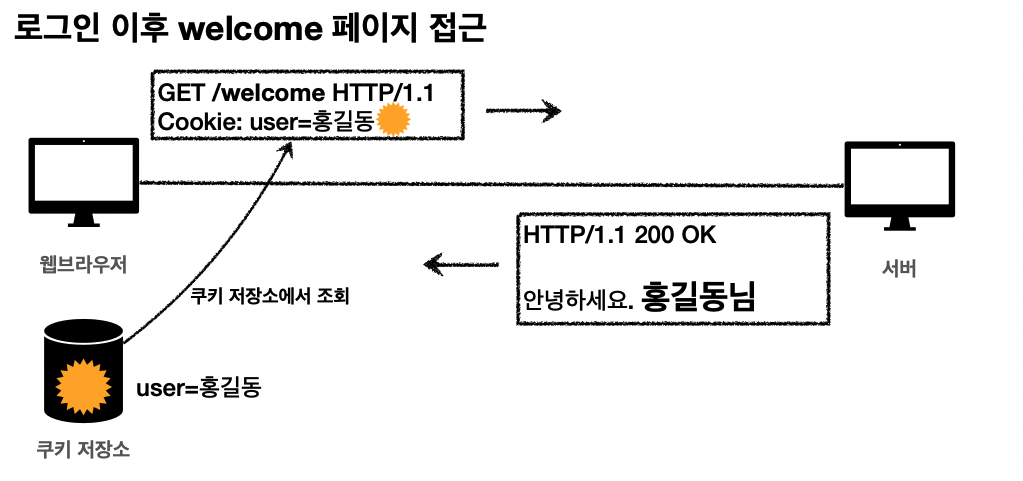 로그인 이후 welcome 페이지 접근
GET /welcome HTTP/1.1
Cookie: user=홍길동
웹브라우저
서버
HTTP/1.1 200 OK
안녕하세요. 홍길동님
쿠키 저장소에서 조회
user=홍길동
쿠키 저장소